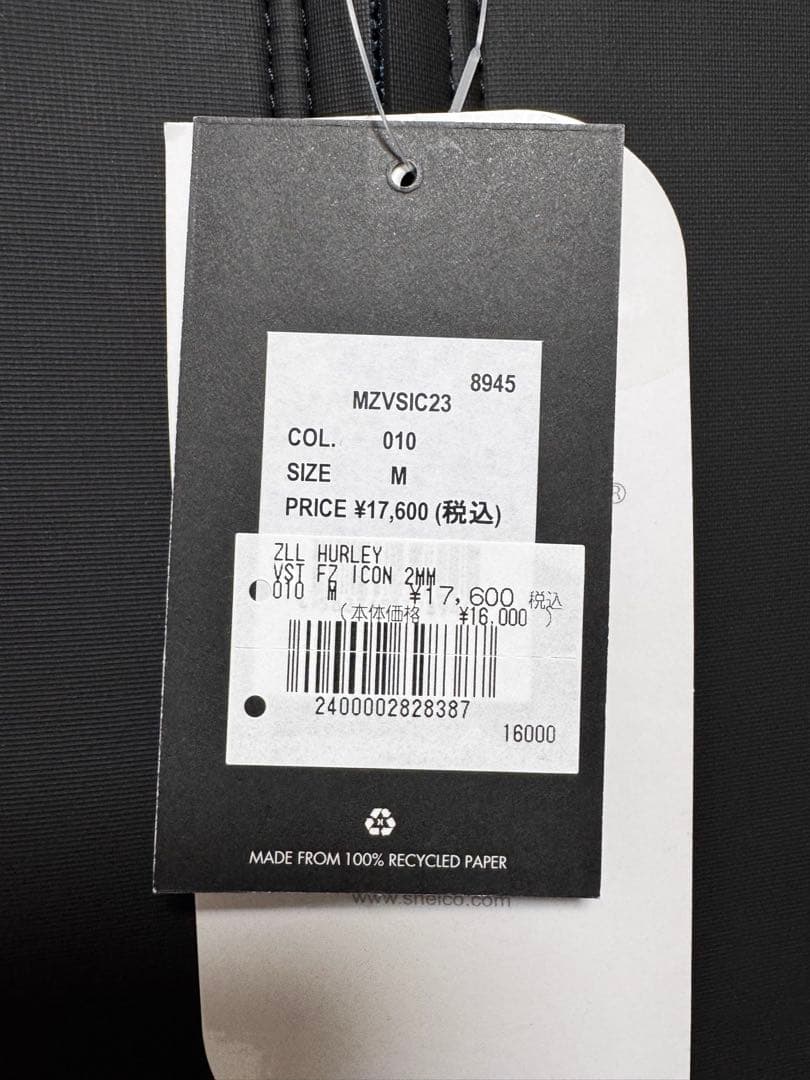 8945
MZVSIC23
COL. 010
SIZE M
PRICE ¥17,600 (税込)
ZLL HURLEY
VST FZ ICON 2MM
010 M ¥17,600 税込
(本体価格 ¥16,000 )
2400002828387
16000
MADE FROM 100% RECYCLED PAPER
www.sheico.com
®